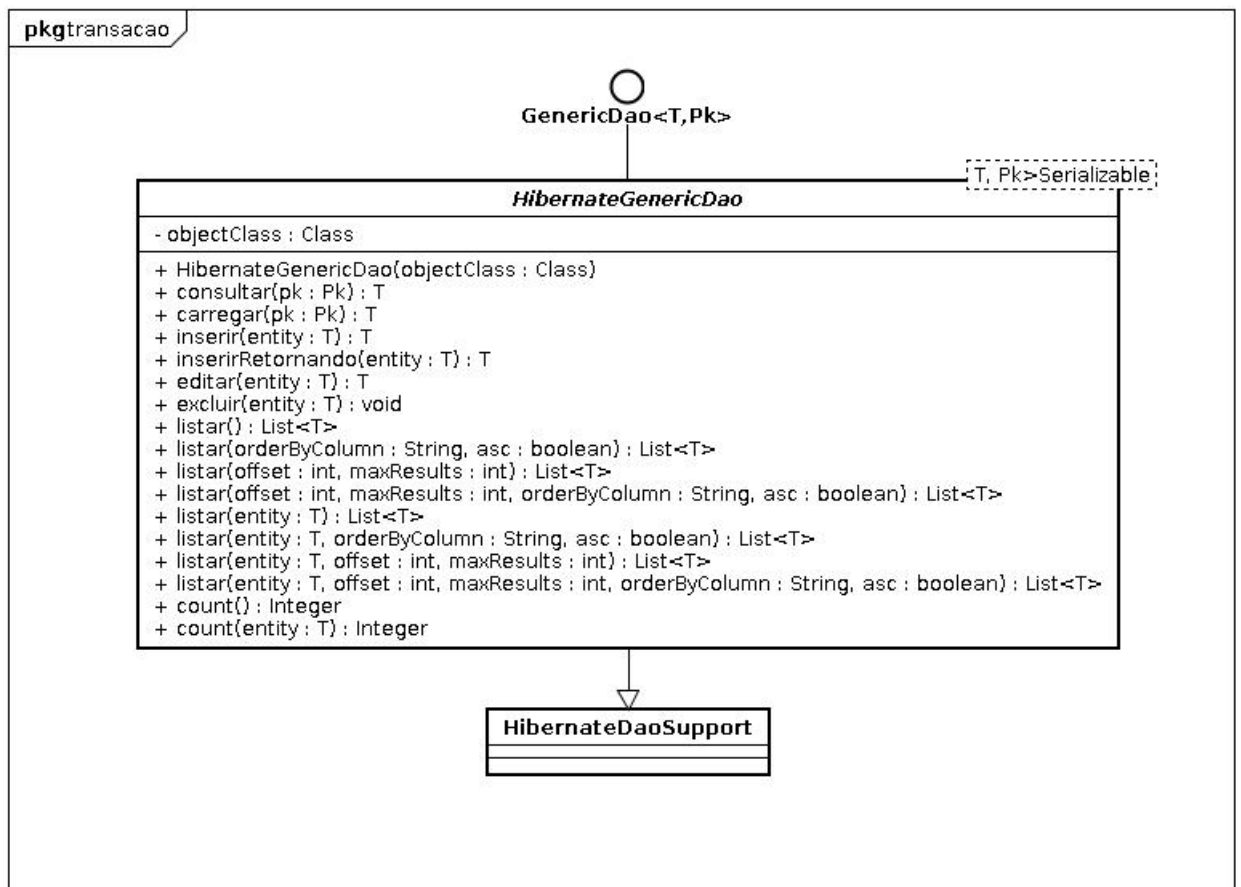 pkgtransacao
GenericDao<T,Pk>
T, Pk>Serializable
HibernateGenericDao
- objectClass : Class
+ HibernateGenericDao(objectClass : Class)
+ consultar(pk : Pk) : T
+ carregar(pk : Pk) : T
+ inserir(entity : T) : T
+ inserirRetornando(entity : T) : T
+ editar(entity : T) : T
+ excluir(entity : T) : void
+ listar() : List<T>
+ listar(orderByColumn : String, asc : boolean) : List<T>
+ listar(offset : int, maxResults : int) : List<T>
+ listar(offset : int, maxResults : int, orderByColumn : String, asc : boolean) : List<T>
+ listar(entity : T) : List<T>
+ listar(entity : T, orderByColumn : String, asc : boolean) : List<T>
+ listar(entity : T, offset : int, maxResults : int) : List<T>
+ listar(entity : T, offset : int, maxResults : int, orderByColumn : String, asc : boolean) : List<T>
+ count() : Integer
+ count(entity : T) : Integer
HibernateDaoSupport